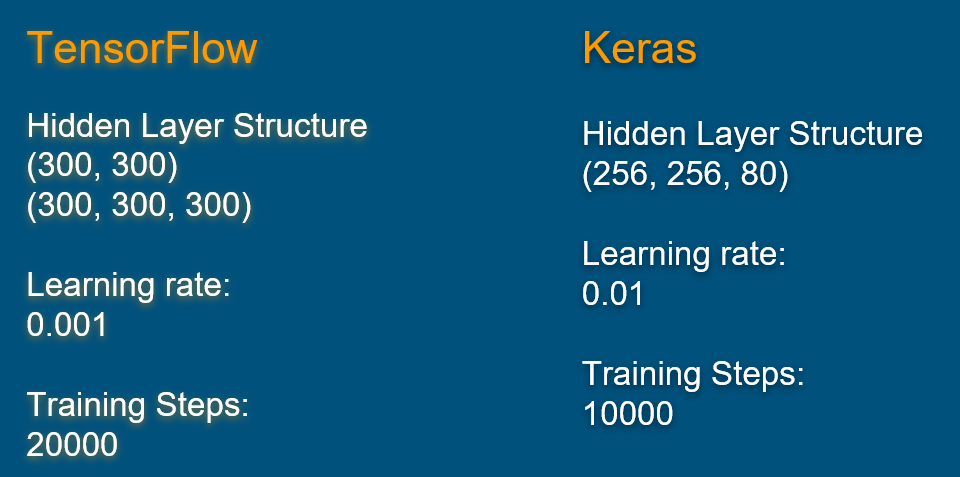 TensorFlow
Hidden Layer Structure
(300, 300)
(300, 300, 300)
Learning rate:
0.001
Training Steps:
20000
Keras
Hidden Layer Structure
(256, 256, 80)
Learning rate:
0.01
Training Steps:
10000